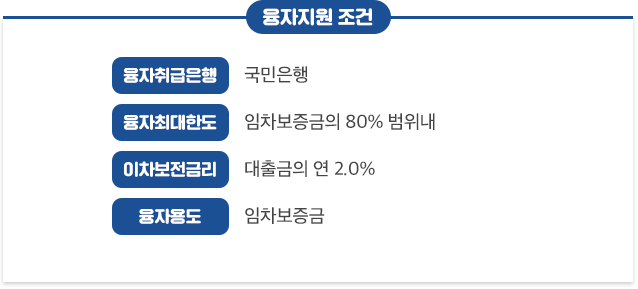 융자지원 조건
융자취급은행 국민은행
융자최대한도 임차보증금의 80% 범위내
이차보전금리 대출금의 연 2.0%
융자용도 임차보증금